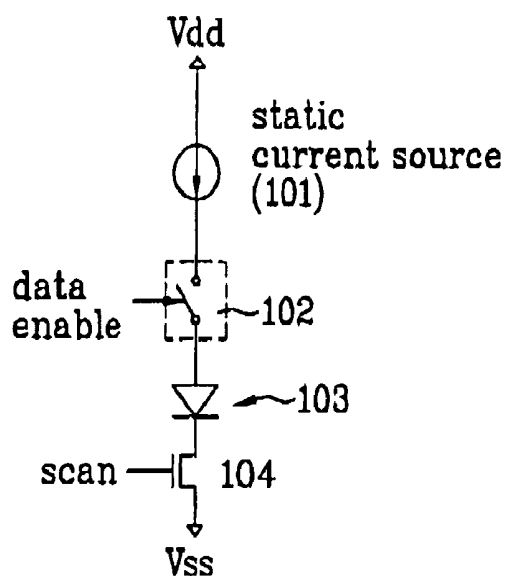 Vdd
static
current source
(101)
data
enable
102
103
scan
104
Vss